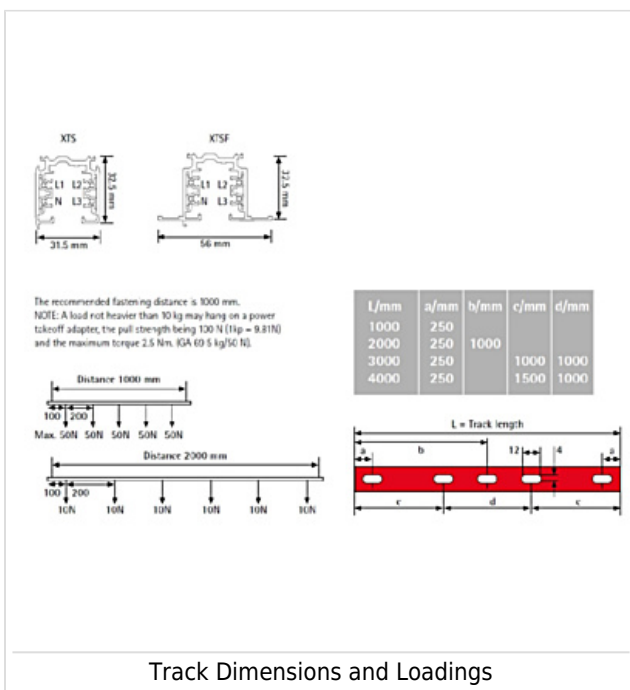 XTS
XTSF
L1 L2
N L3
32.5 mm
31.5 mm
L1 L2
N L3
32.5 mm
56 mm
The recommended fastening distance is 1000 mm.
NOTE: A load not heavier than 10 kg may hang on a power
takeoff adapter, the pull strength being 100 N (1kp = 9.81N)
and the maximum torque 2.5 Nm. (GA 69 5 kg/50 N).
Distance 1000 mm
100 200
Max. 50N 50N 50N 50N 50N
Distance 2000 mm
100 200
10N 10N 10N 10N 10N 10N
L/mm a/mm b/mm c/mm d/mm
1000 250
2000 250 1000
3000 250 1000 1000
4000 250 1500 1000
L = Track length
a b 12 4 a
c d c
Track Dimensions and Loadings